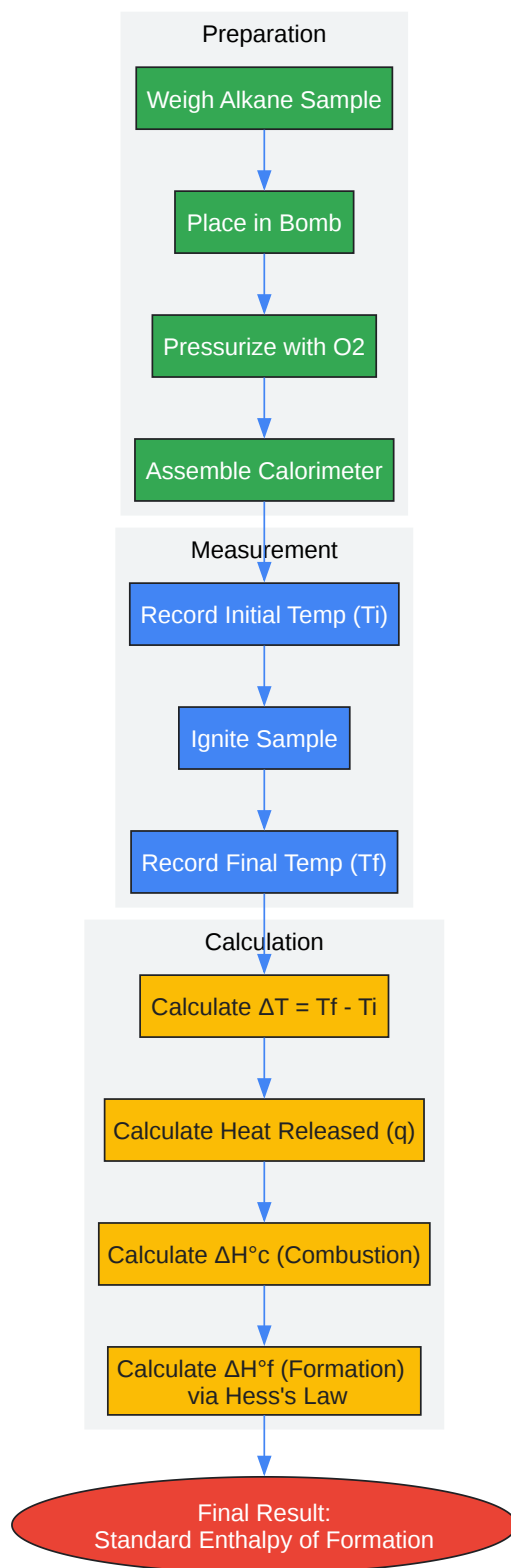 Preparation
Weigh Alkane Sample
Place in Bomb
Pressurize with O2
Assemble Calorimeter
Measurement
Record Initial Temp (Ti)
Ignite Sample
Record Final Temp (Tf)
Calculation
Calculate ΔT = Tf - Ti
Calculate Heat Released (q)
Calculate ΔH°c (Combustion)
Calculate ΔH°f (Formation)
via Hess's Law
Final Result:
Standard Enthalpy of Formation